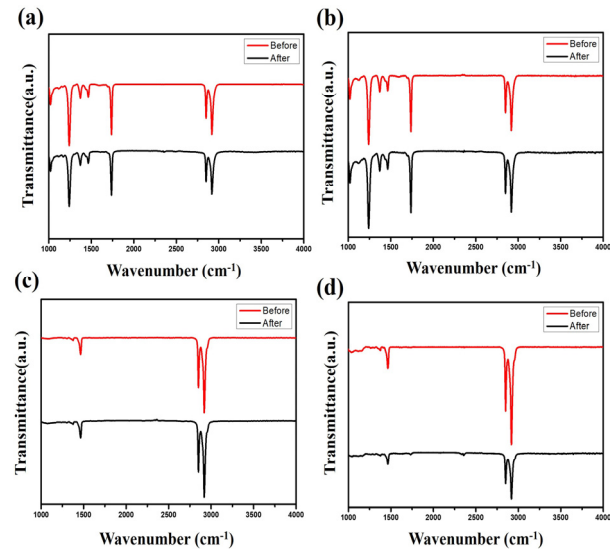 (a)
Before
After
Transmittance(a.u.)
1000 1500 2000 2500 3000 3500 4000
Wavenumber (cm-1)
(b)
Before
After
Transmittance(a.u.)
1000 1500 2000 2500 3000 3500 4000
Wavenumber (cm-1)
(c)
Before
After
Transmittance(a.u.)
1000 1500 2000 2500 3000 3500 4000
Wavenumber (cm-1)
(d)
Before
After
Transmittance(a.u.)
1000 1500 2000 2500 3000 3500 4000
Wavenumber (cm-1)